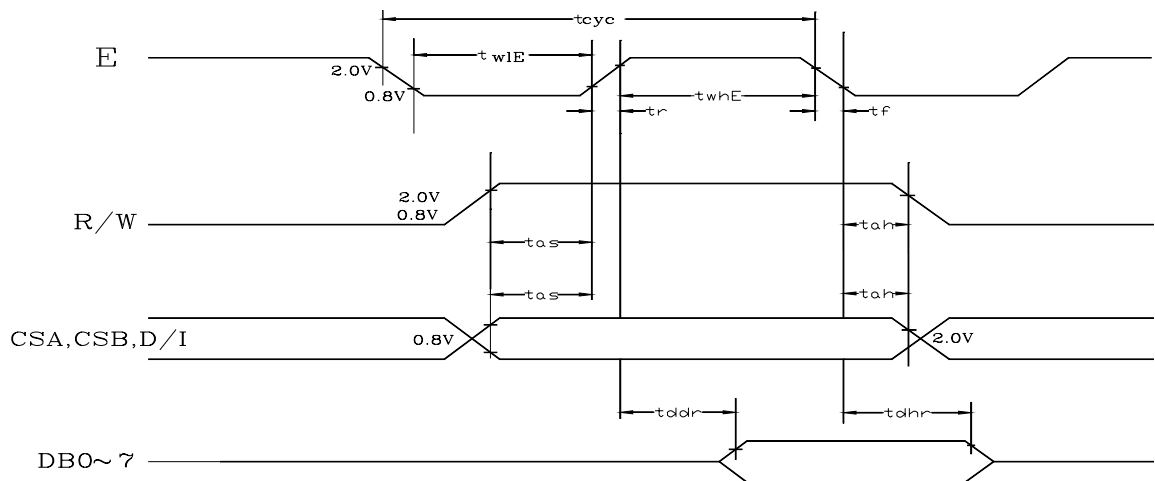 tcyc
E
twlE
2.0V
0.8V
twhE
tr
tf
2.0V
0.8V
R/W
tas
tah
tas
tah
CSA,CSB,D/I
0.8V
2.0V
tddr
tdhr
DB0~7